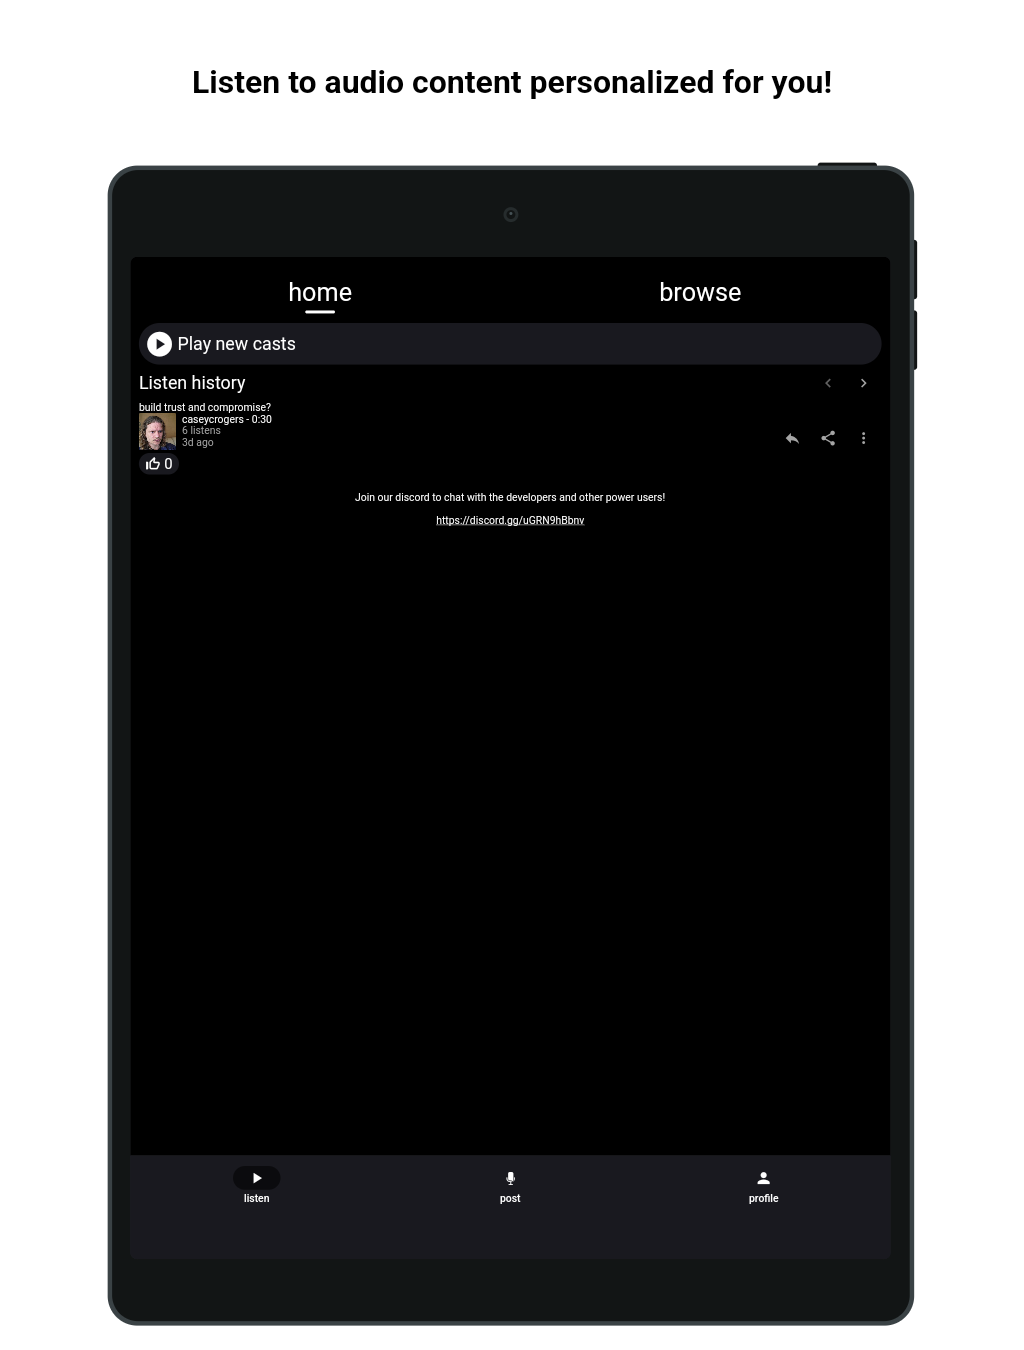 Listen to audio content personalized for you!
home
browse
Play new casts
Listen history
build trust and compromise?
caseycrogers - 0:30
6 listens
3d ago
0
Join our discord to chat with the developers and other power users!
https://discord.gg/uGRN9hBbnv
listen
post
profile